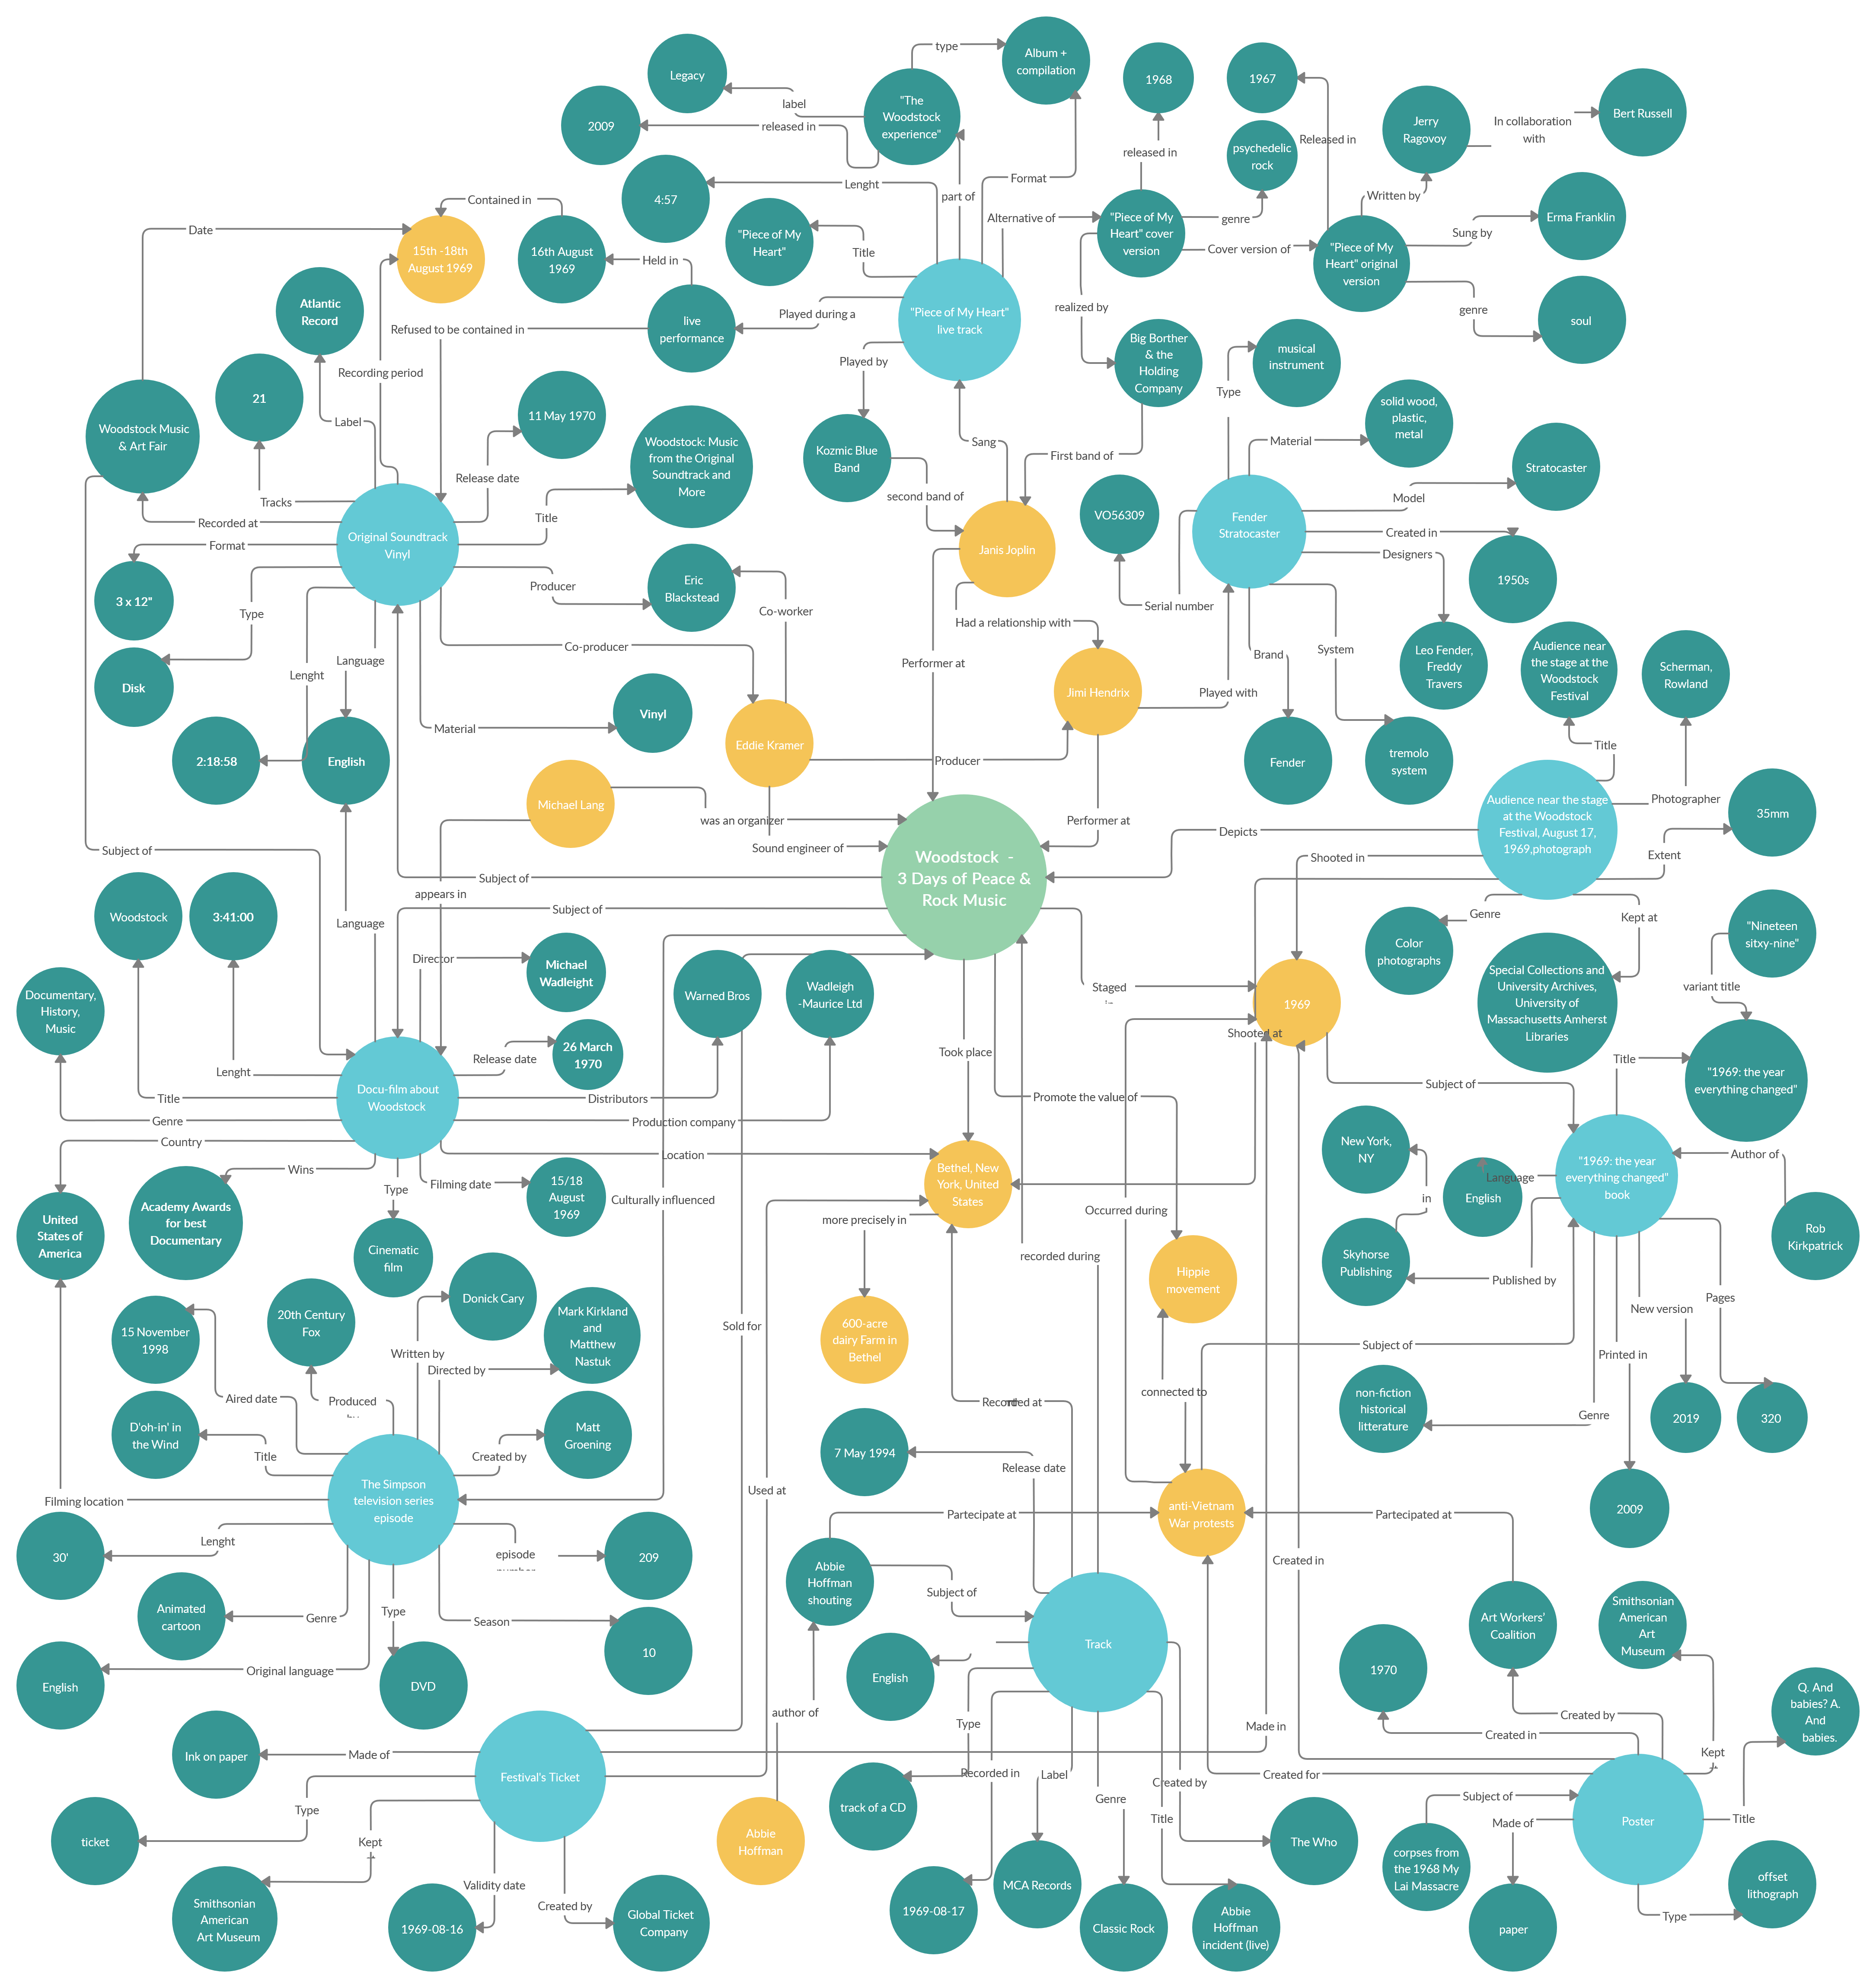 type
Album +
compilation
Legacy
label
"The
Woodstock
experience"
2009
released in
1968
1967
Jerry
Ragovoy
In collaboration
with
Bert Russell
released in
psychedelic
rock
Released in
Written by
4:57
Lenght
part of
Format
Contained in
Alternative of
"Piece of My
Heart" cover
version
genre
Erma Franklin
Date
"Piece of My
Heart"
Title
Sung by
15th -18th
August 1969
16th August
1969
Held in
Cover version of
"Piece of My
Heart" original
version
Atlantic
Record
live
performance
Played during a
"Piece of My Heart"
live track
realized by
genre
soul
Refused to be contained in
Big Borther
& the
Holding
Company
musical
instrument
Recording period
Played by
Type
21
Label
11 May 1970
solid wood,
plastic,
metal
Woodstock Music
& Art Fair
Woodstock: Music
from the Original
Soundtrack and
More
Kozmic Blue
Band
Sang
First band of
Material
Stratocaster
Release date
second band of
Model
Tracks
Title
VO56309
Fender
Stratocaster
Recorded at
Original Soundtrack
Vinyl
Janis Joplin
Created in
Format
Designers
1950s
3 x 12"
Type
Producer
Eric
Blackstead
Co-worker
Serial number
Had a relationship with
Language
Co-producer
Performer at
System
Brand
Leo Fender,
Freddy
Travers
Audience near
the stage at the
Woodstock
Festival
Scherman,
Rowland
Disk
Lenght
Jimi Hendrix
Played with
Material
Vinyl
Eddie Kramer
Title
2:18:58
English
Producer
Fender
tremolo
system
Michael Lang
was an organizer
Performer at
Photographer
Audience near the stage
at the Woodstock
Festival, August 17,
1969,photograph
35mm
Depicts
Subject of
Sound engineer of
Shooted in
Extent
Woodstock -
3 Days of Peace &
Rock Music
Subject of
appears in
Woodstock
3:41:00
Language
Subject of
Genre
Kept at
Color
photographs
"Nineteen
sitxy-nine"
Director
Michael
Wadleight
Warned Bros
Wadleigh
-Maurice Ltd
Staged
Special Collections and
University Archives,
University of
Massachusetts Amherst
Libraries
variant title
Documentary,
History,
Music
1969
Shooted at
Release date
26 March
1970
Took place
Title
"1969: the year
everything changed"
Lenght
Docu-film about
Woodstock
Title
Distributors
Promote the value of
Subject of
Genre
Production company
New York,
NY
Country
Location
"1969: the year
everything changed"
book
Author of
Wins
Type
Filming date
15/18
August
1969
Culturally influenced
Bethel, New
York, United
States
Language
English
in
United
States of
America
Academy Awards
for best
Documentary
more precisely in
Occurred during
Rob
Kirkpatrick
Cinematic
film
recorded during
Skyhorse
Publishing
Published by
Hippie
movement
Donick Cary
Mark Kirkland
and
Matthew
Nastuk
New version
Pages
15 November
1998
20th Century
Fox
Sold for
600-acre
dairy Farm in
Bethel
Written by
Directed by
Subject of
Printed in
Aired date
Produced
connected to
Recorded at
non-fiction
historical
litterature
Genre
2019
320
D'oh-in' in
the Wind
Title
Matt
Groening
Created by
7 May 1994
Release date
The Simpson
television series
episode
Used at
Filming location
2009
Partecipate at
anti-Vietnam
War protests
Partecipated at
30'
Lenght
episode
209
Created in
Abbie
Hoffman
shouting
Subject of
Animated
cartoon
Genre
Type
Season
Art Workers'
Coalition
Smithsonian
American
Art
Museum
Track
10
English
Original language
DVD
English
1970
Q. And
babies? A.
And
babies.
author of
Type
Created by
Made in
Created in
Ink on paper
Made of
Kept
Festival's Ticket
Recorded in
Label
Created for
Created by
track of a CD
Genre
Subject of
Type
Title
Made of
Poster
Title
ticket
Kept
Abbie
Hoffman
The Who
corpses from
the 1968 My
Lai Massacre
Validity date
MCA Records
offset
lithograph
Smithsonian
American
Art Museum
1969-08-16
Created by
Global Ticket
Company
1969-08-17
Classic Rock
Abbie
Hoffman
incident (live)
paper
Type